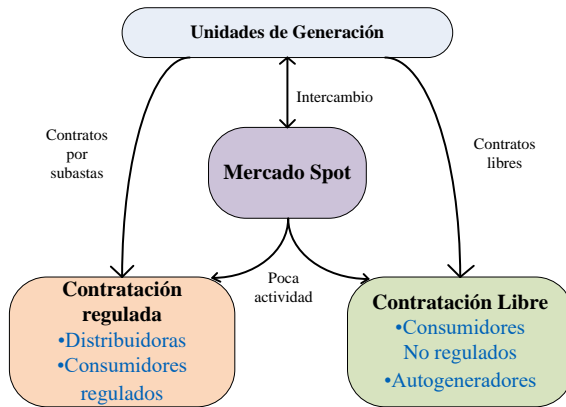 Unidades de Generación
Intercambio
Contratos
por
subastas
Contratos
libres
Mercado Spot
Poca
actividad
Contratación
regulada
•Distribuidoras
•Consumidores
regulados
Contratación Libre
•Consumidores
No regulados
•Autogeneradores